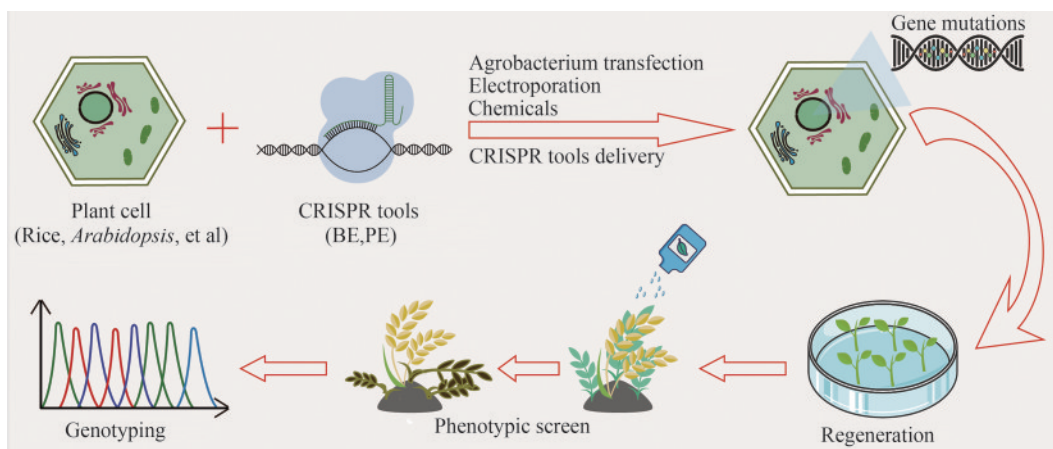 Gene mutations
Agrobacterium transfection
Electroporation
Chemicals
CRISPR tools delivery
Plant cell
(Rice, Arabidopsis, et al)
CRISPR tools
(BE,PE)
Genotyping
Phenotypic screen
Regeneration